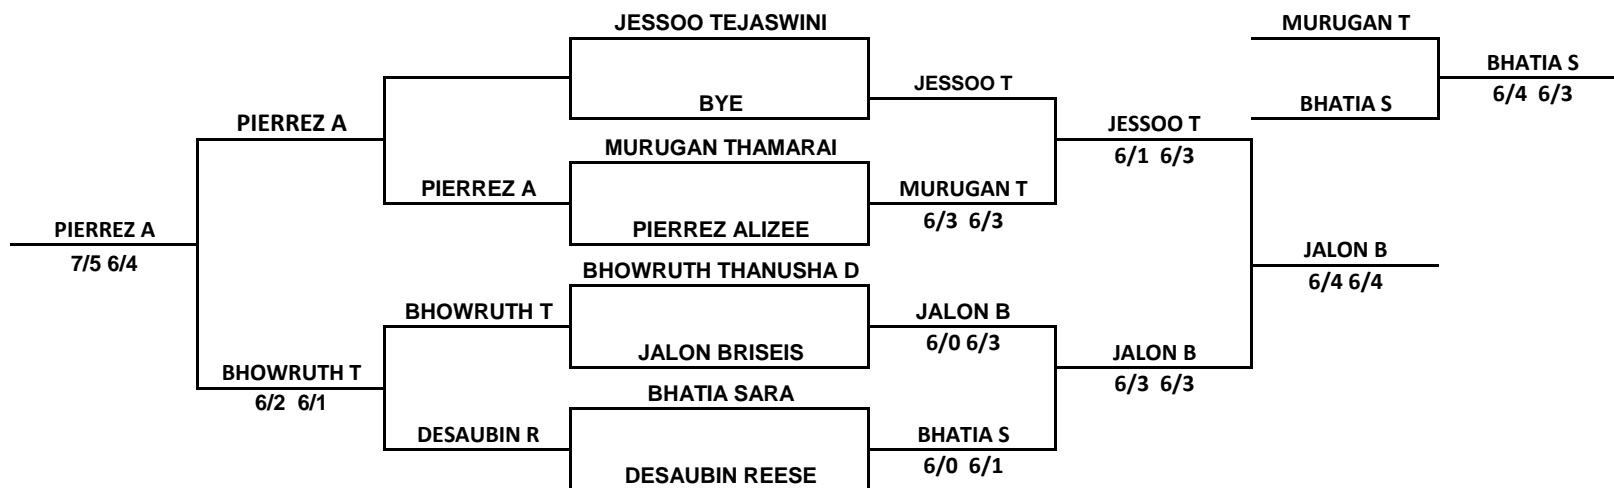 JESSOO TEJASWINI
MURUGAN T
BHATIA S
6/4 6/3
JESSOO T
BYE
BHATIA S
PIERREZ A
JESSOO T
6/1 6/3
MURUGAN THAMARAI
PIERREZ A
MURUGAN T
6/3 6/3
PIERREZ A
7/5 6/4
PIERREZ ALIZEE
JALON B
6/4 6/4
BHOWRUTH THANUSHA D
BHOWRUTH T
JALON B
6/0 6/3
JALON BRISEIS
JALON B
6/3 6/3
BHOWRUTH T
6/2 6/1
BHATIA SARA
DESAUBIN R
BHATIA S
6/0 6/1
DESAUBIN REESE